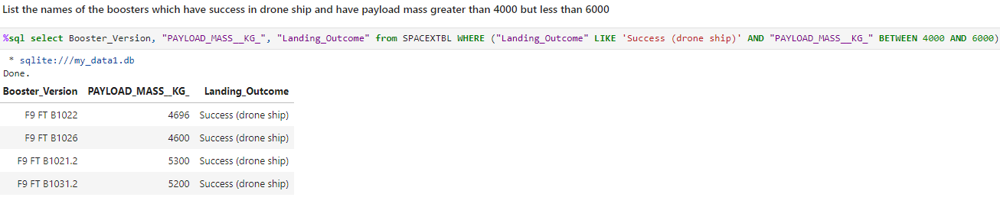 List the names of the boosters which have success in drone ship and have payload mass greater than 4000 but less than 6000
%sql select Booster_Version, "PAYLOAD_MASS__KG_", "Landing_Outcome" from SPACEXTBL WHERE ("Landing_Outcome" LIKE 'Success (drone ship)' AND "PAYLOAD_MASS__KG_" BETWEEN 4000 AND 6000)
* sqlite:///my_data1.db
Done.
Booster_Version PAYLOAD_MASS__KG_ Landing_Outcome
F9 FT B1022 4696 Success (drone ship)
F9 FT B1026 4600 Success (drone ship)
F9 FT B1021.2 5300 Success (drone ship)
F9 FT B1031.2 5200 Success (drone ship)